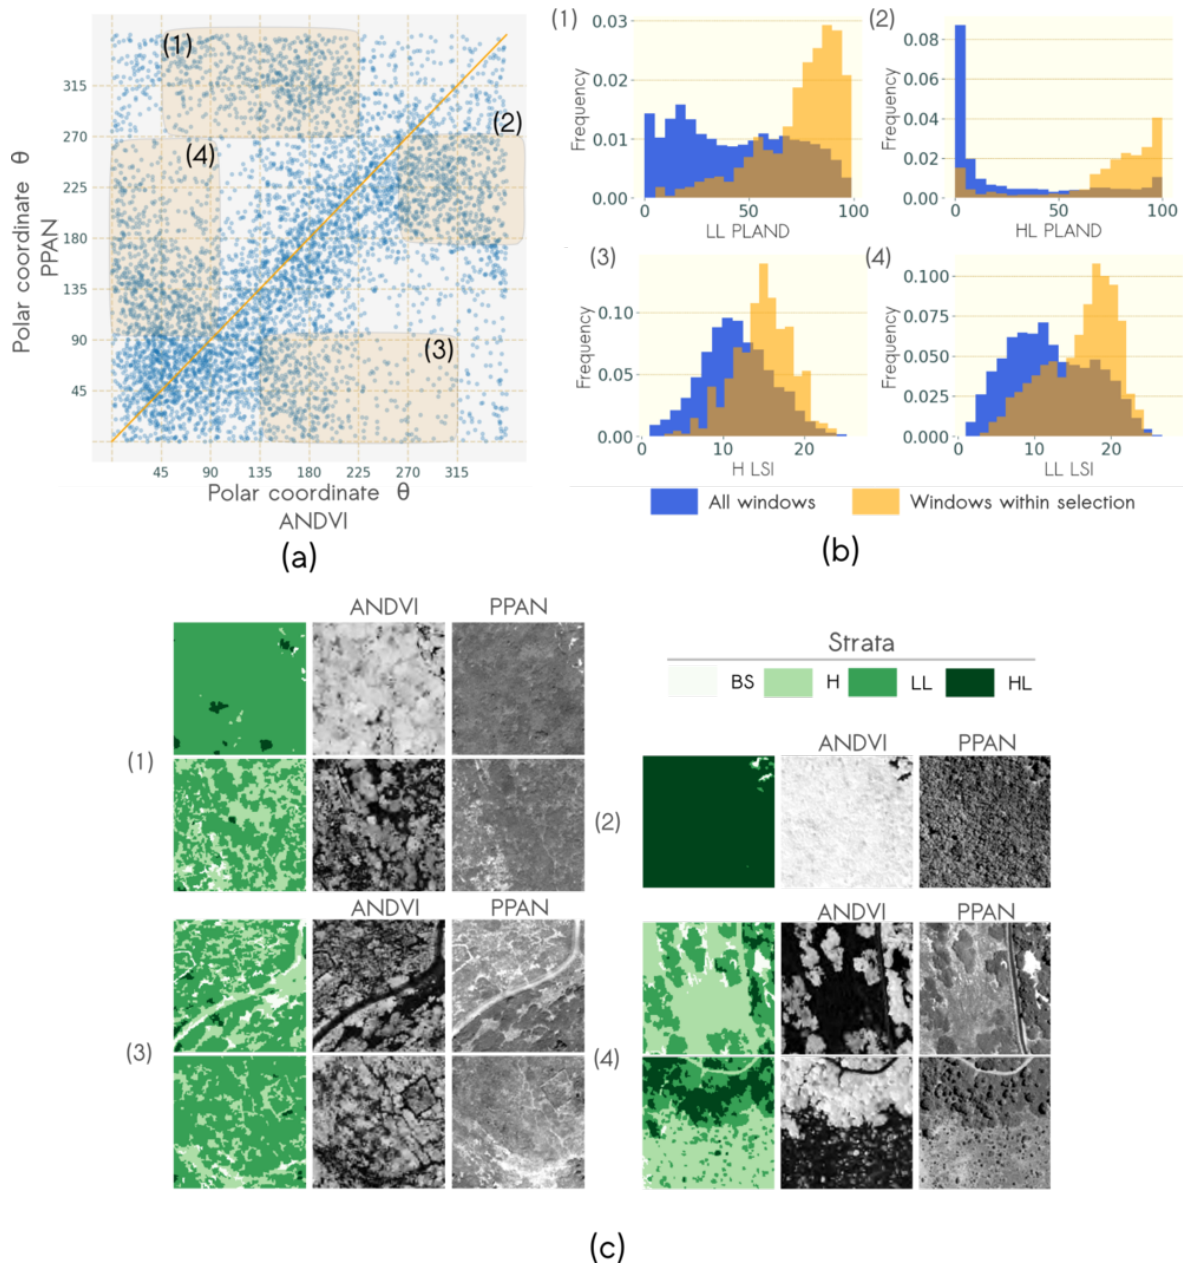 (1)
(2)
(4)
(3)
315
270
225
180
135
90
45
Polar coordinate θ
PPAN
45 90 135 180 225 270 315
Polar coordinate θ
ANDVI
(a)
(1)
0.03
0.02
0.01
0.00
Frequency
0 50 100
LL PLAND
(2)
0.08
0.06
0.04
0.02
0.00
Frequency
0 50 100
HL PLAND
(3)
0.10
0.05
0.00
Frequency
0 10 20
H LSI
(4)
0.100
0.075
0.050
0.025
0.000
Frequency
0 10 20
LL LSI
All windows Windows within selection
(b)
ANDVI PPAN
(1)
ANDVI PPAN
(3)
Strata
BS H LL HL
ANDVI PPAN
(2)
ANDVI PPAN
(4)
(c)